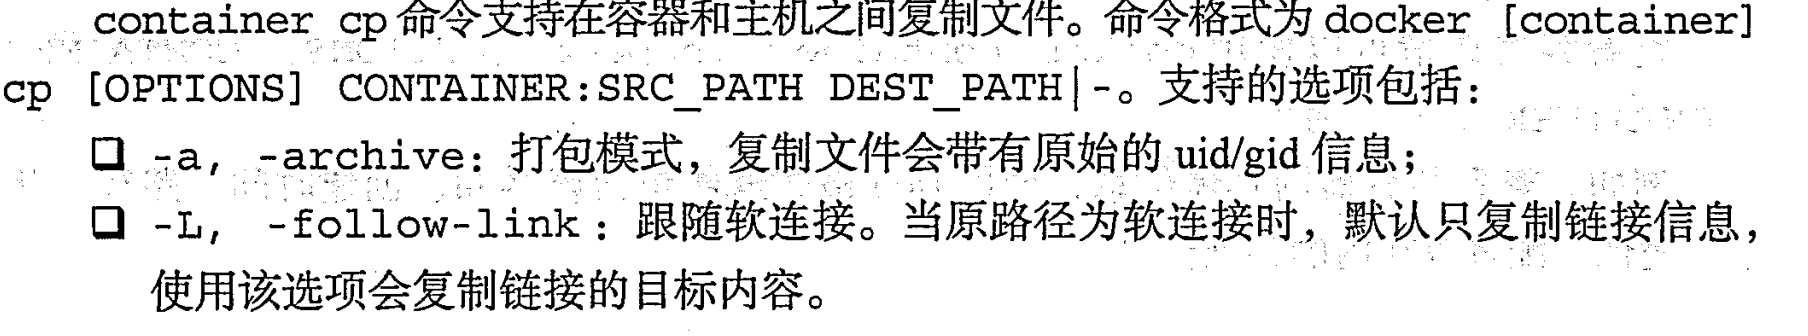 container cp 命令支持在容器和主机之间复制文件。命令格式为 docker [container]
cp [OPTIONS] CONTAINER:SRC_PATH DEST_PATH|-。支持的选项包括：
❑ -a, -archive：打包模式，复制文件会带有原始的 uid/gid 信息；
❑ -L, -follow-link：跟随软连接。当原路径为软连接时，默认只复制链接信息，
使用该选项会复制链接的目标内容。